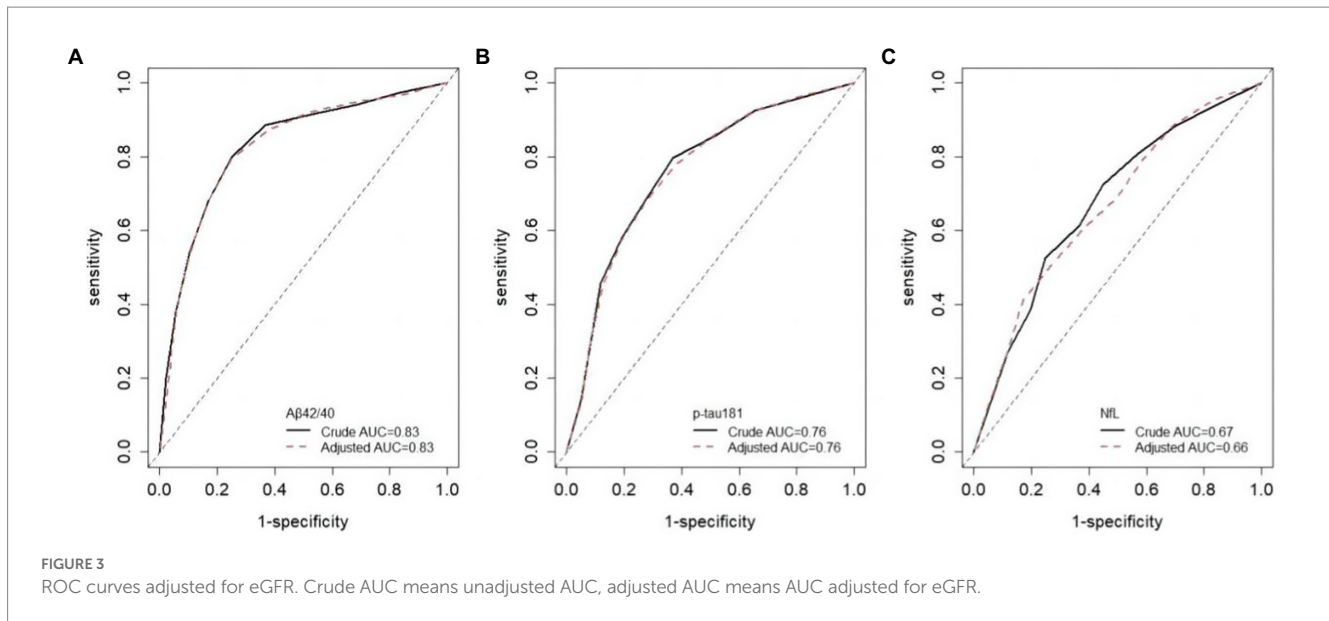 A
sensitivity
1.0
0.8
0.6
0.4
0.2
0.0
Aβ42/40
Crude AUC=0.83
Adjusted AUC=0.83
0.0 0.2 0.4 0.6 0.8 1.0
1-specificity
B
sensitivity
1.0
0.8
0.6
0.4
0.2
0.0
p-tau181
Crude AUC=0.76
Adjusted AUC=0.76
0.0 0.2 0.4 0.6 0.8 1.0
1-specificity
C
sensitivity
1.0
0.8
0.6
0.4
0.2
0.0
NfL
Crude AUC=0.67
Adjusted AUC=0.66
0.0 0.2 0.4 0.6 0.8 1.0
1-specificity
FIGURE 3
ROC curves adjusted for eGFR. Crude AUC means unadjusted AUC, adjusted AUC means AUC adjusted for eGFR.